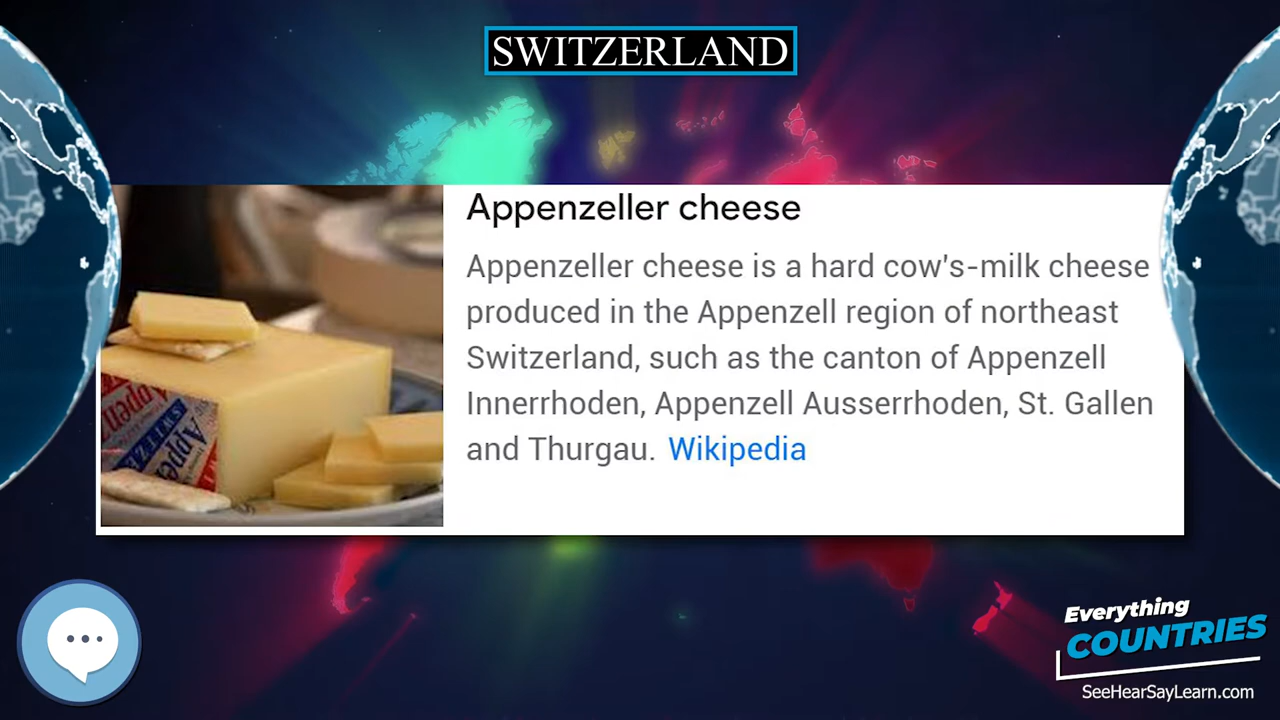 SWITZERLAND
Appenzeller cheese
Appenzeller cheese is a hard cow's-milk cheese
produced in the Appenzell region of northeast
Switzerland, such as the canton of Appenzell
Innerrhoden, Appenzell Ausserrhoden, St. Gallen
and Thurgau. Wikipedia
Everything
COUNTRIES
SeeHearSayLearn.com